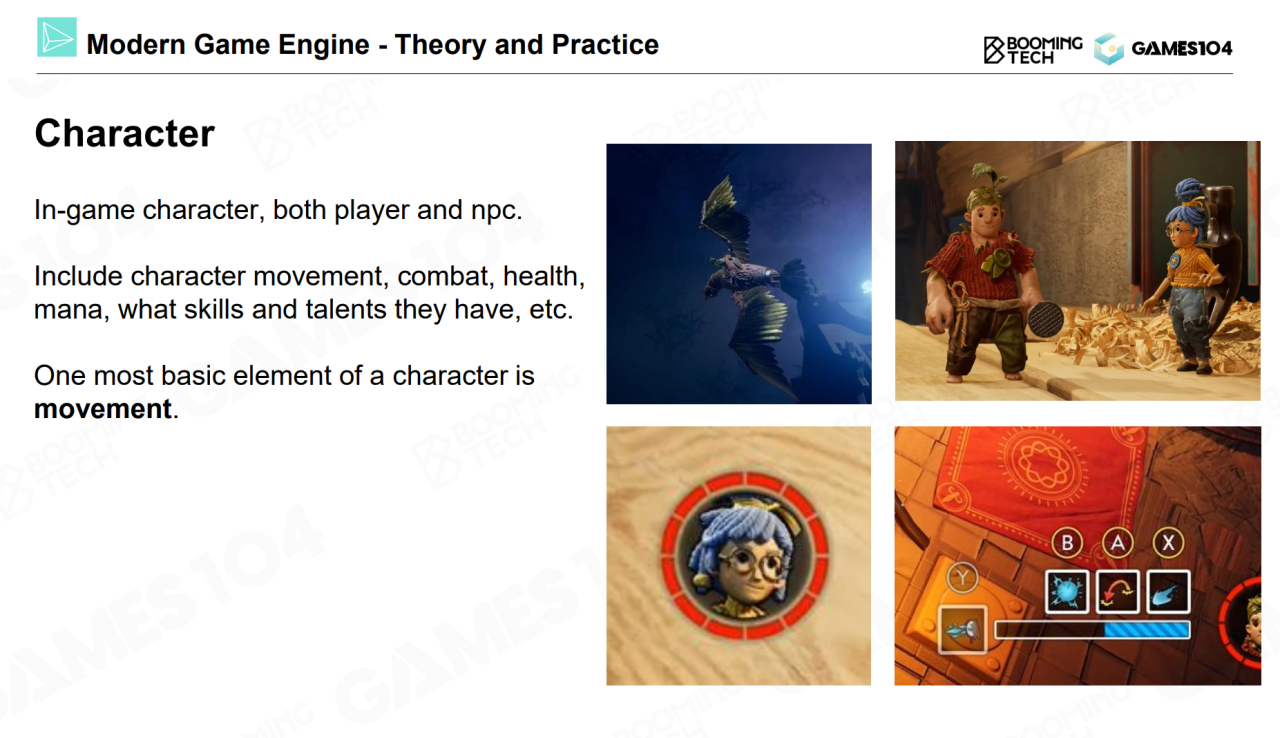 Modern Game Engine - Theory and Practice
BOOMING
TECH
GAMES104
Character
In-game character, both player and npc.
Include character movement, combat, health,
mana, what skills and talents they have, etc.
One most basic element of a character is
movement.
B A X
Y